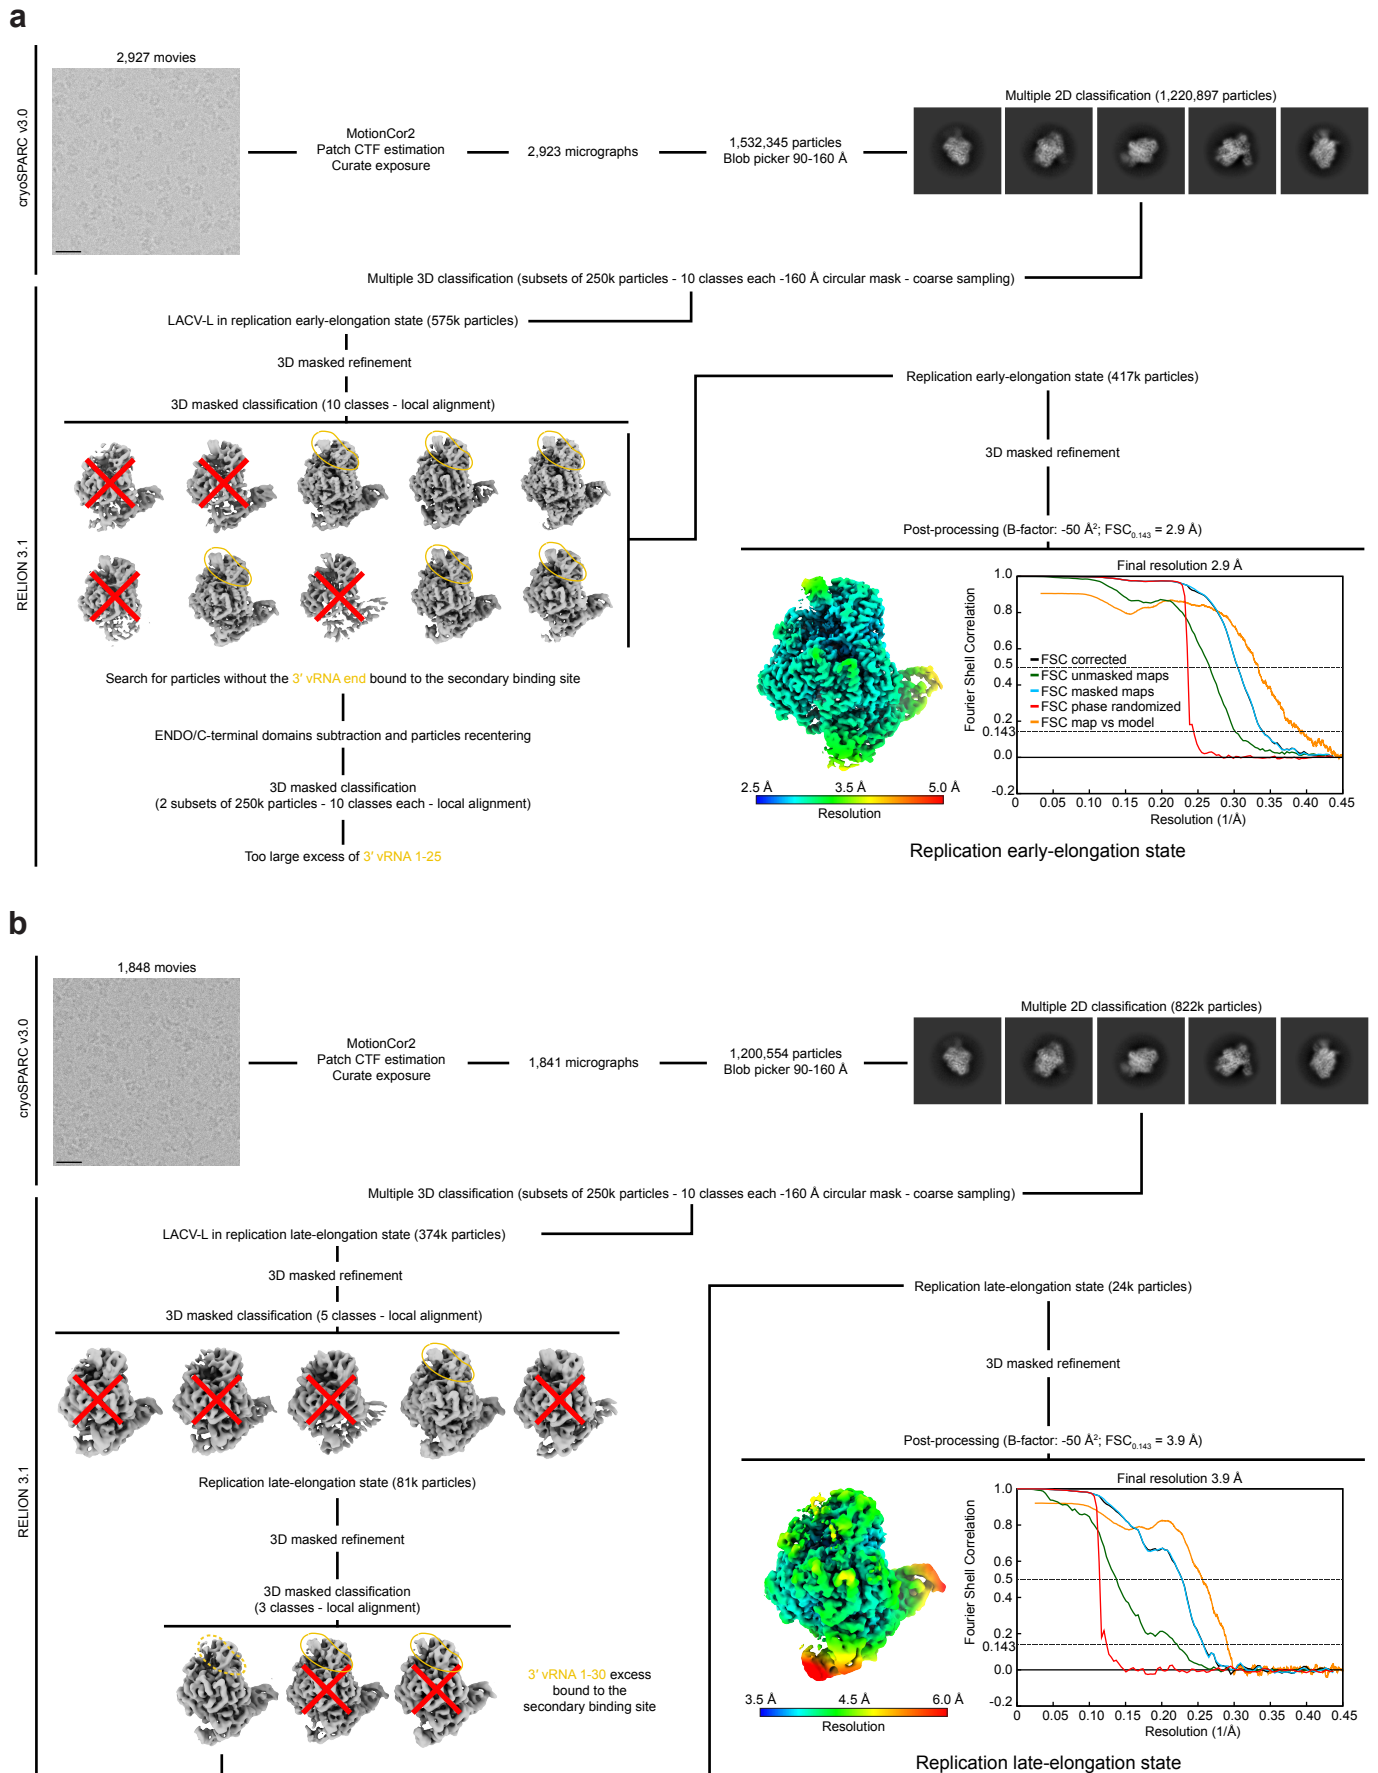 a
cryoSPARC v3.0
2,927 movies
MotionCor2
Patch CTF estimation
Curate exposure
2,923 micrographs
1,532,345 particles
Blob picker 90-160 Å
Multiple 2D classification (1,220,897 particles)
Multiple 3D classification (subsets of 250k particles - 10 classes each -160 Å circular mask - coarse sampling)
RELION 3.1
LACV-L in replication early-elongation state (575k particles)
3D masked refinement
3D masked classification (10 classes - local alignment)
Search for particles without the 3′ vRNA end bound to the secondary binding site
ENDO/C-terminal domains subtraction and particles recentering
3D masked classification
(2 subsets of 250k particles - 10 classes each - local alignment)
Too large excess of 3′ vRNA 1-25
Replication early-elongation state (417k particles)
3D masked refinement
Post-processing (B-factor: -50 Å²; FSC0.143 = 2.9 Å)
2.5 Å 3.5 Å 5.0 Å
Resolution
Final resolution 2.9 Å
Fourier Shell Correlation
1.0
0.8
0.6
0.5
0.4
0.2
0.143
0.0
-0.2
FSC corrected
FSC unmasked maps
FSC masked maps
FSC phase randomized
FSC map vs model
0 0.05 0.10 0.15 0.20 0.25 0.30 0.35 0.40 0.45
Resolution (1/Å)
Replication early-elongation state
b
cryoSPARC v3.0
1,848 movies
MotionCor2
Patch CTF estimation
Curate exposure
1,841 micrographs
1,200,554 particles
Blob picker 90-160 Å
Multiple 2D classification (822k particles)
Multiple 3D classification (subsets of 250k particles - 10 classes each -160 Å circular mask - coarse sampling)
RELION 3.1
LACV-L in replication late-elongation state (374k particles)
3D masked refinement
3D masked classification (5 classes - local alignment)
Replication late-elongation state (81k particles)
3D masked refinement
3D masked classification
(3 classes - local alignment)
3′ vRNA 1-30 excess
bound to the
secondary binding site
Replication late-elongation state (24k particles)
3D masked refinement
Post-processing (B-factor: -50 Å²; FSC0.143 = 3.9 Å)
3.5 Å 4.5 Å 6.0 Å
Resolution
Final resolution 3.9 Å
Fourier Shell Correlation
1.0
0.8
0.6
0.5
0.4
0.2
0.143
0.0
-0.2
0 0.05 0.10 0.15 0.20 0.25 0.30 0.35 0.40 0.45
Resolution (1/Å)
Replication late-elongation state